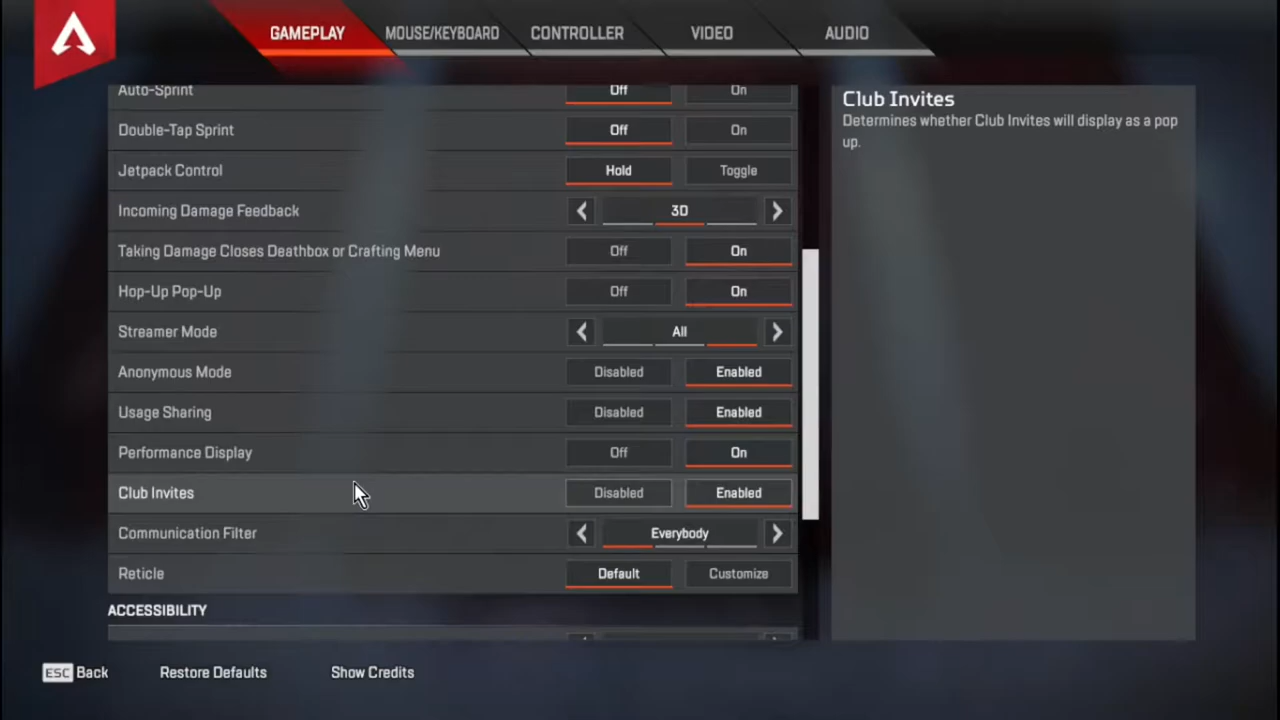 GAMEPLAY MOUSE/KEYBOARD CONTROLLER VIDEO AUDIO
Auto-Sprint Off On
Double-Tap Sprint Off On
Jetpack Control Hold Toggle
Incoming Damage Feedback 3D
Taking Damage Closes Deathbox or Crafting Menu Off On
Hop-Up Pop-Up Off On
Streamer Mode All
Anonymous Mode Disabled Enabled
Usage Sharing Disabled Enabled
Performance Display Off On
Club Invites Disabled Enabled
Communication Filter Everybody
Reticle Default Customize
ACCESSIBILITY
Club Invites
Determines whether Club Invites will display as a pop
up.
ESC Back Restore Defaults Show Credits